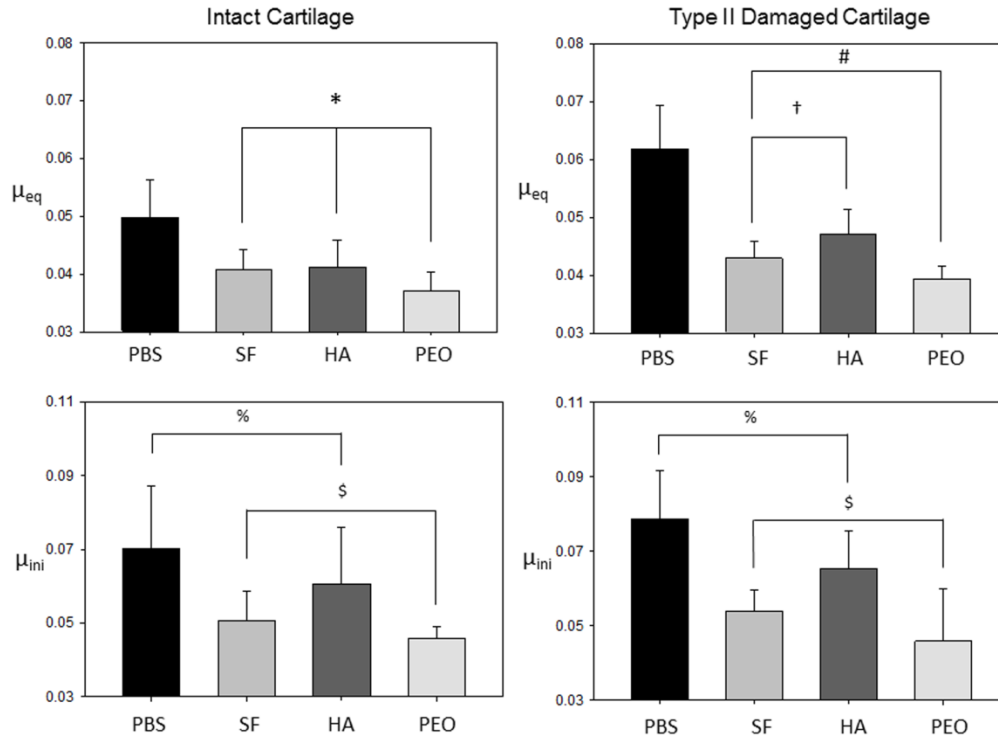 Intact Cartilage
0.08
0.07
0.06
0.05
0.04
0.03
μeq
*
PBS SF HA PEO
Type II Damaged Cartilage
0.08
0.07
0.06
0.05
0.04
0.03
μeq
#
†
PBS SF HA PEO
0.11
0.09
0.07
0.05
0.03
μini
%
$
PBS SF HA PEO
0.11
0.09
0.07
0.05
0.03
μini
%
$
PBS SF HA PEO